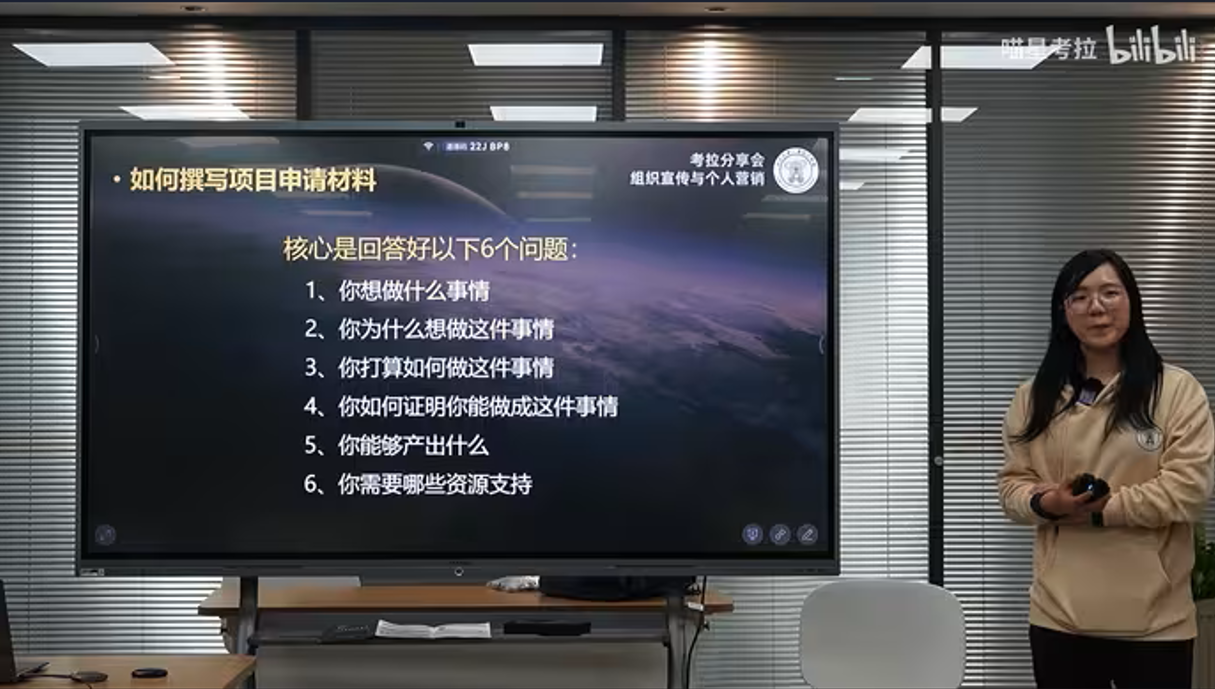 喵星考拉 bilibili
22J BP8
考拉分享会
组织宣传与个人营销
• 如何撰写项目申请材料
核心是回答好以下6个问题：
1、你想做什么事情
2、你为什么想做这件事情
3、你打算如何做这件事情
4、你如何证明你能做成这件事情
5、你能够产出什么
6、你需要哪些资源支持
A